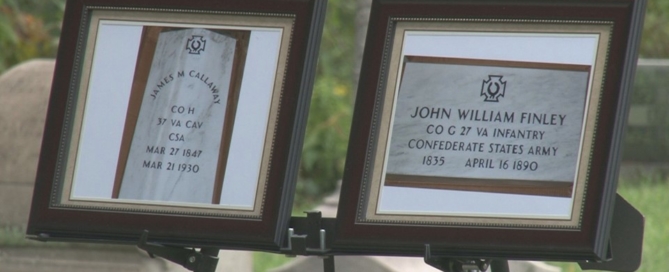 JAMES M CALLAWAY
CO H
37 VA CAV
CSA
MAR 27 1847
MAR 21 1930
JOHN WILLIAM FINLEY
CO G 27 VA INFANTRY
CONFEDERATE STATES ARMY
1835 APRIL 16 1890